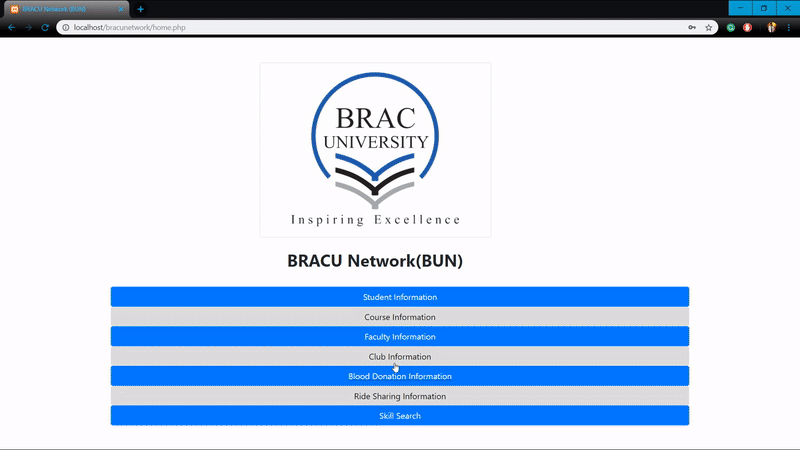 BRACU Network (BUN)
localhost/bracunetwork/home.php
BRAC
UNIVERSITY
Inspiring Excellence
BRACU Network(BUN)
Student Information
Course Information
Faculty Information
Club Information
Blood Donation Information
Ride Sharing Information
Skill Search